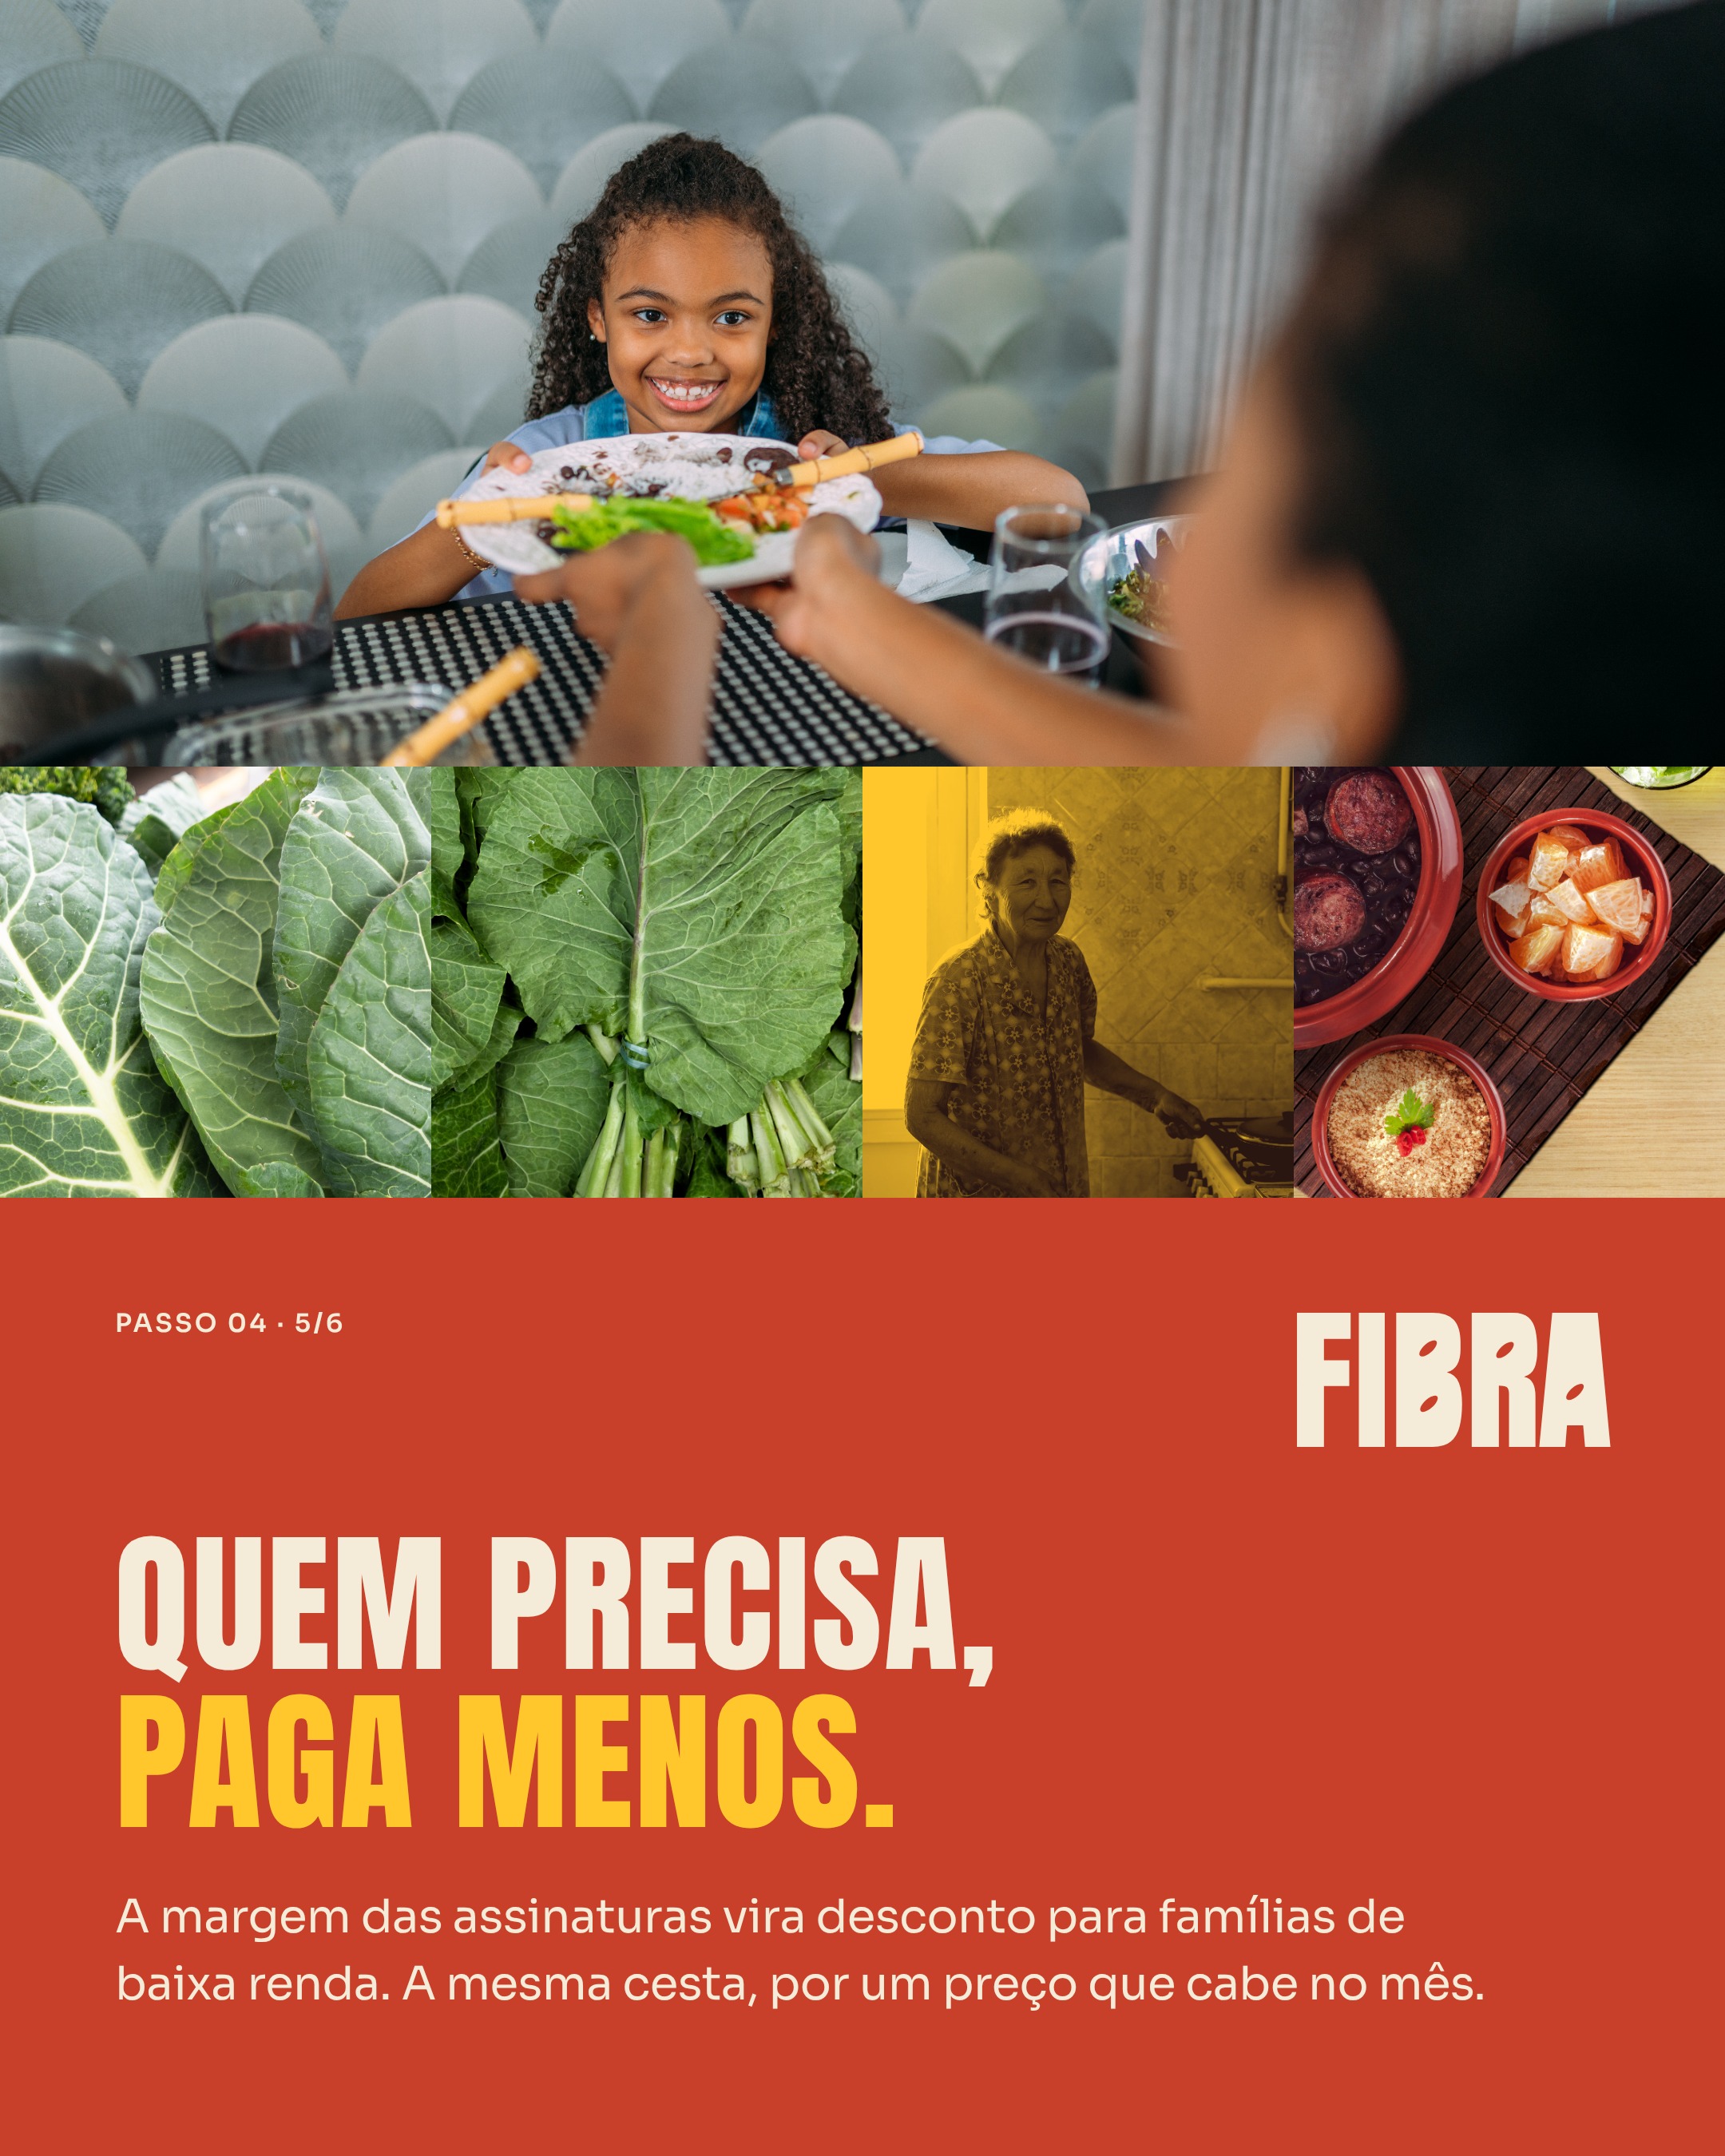 PASSO 04 · 5/6
FIBRA
QUEM PRECISA,
PAGA MENOS.
A margem das assinaturas vira desconto para famílias de
baixa renda. A mesma cesta, por um preço que cabe no mês.